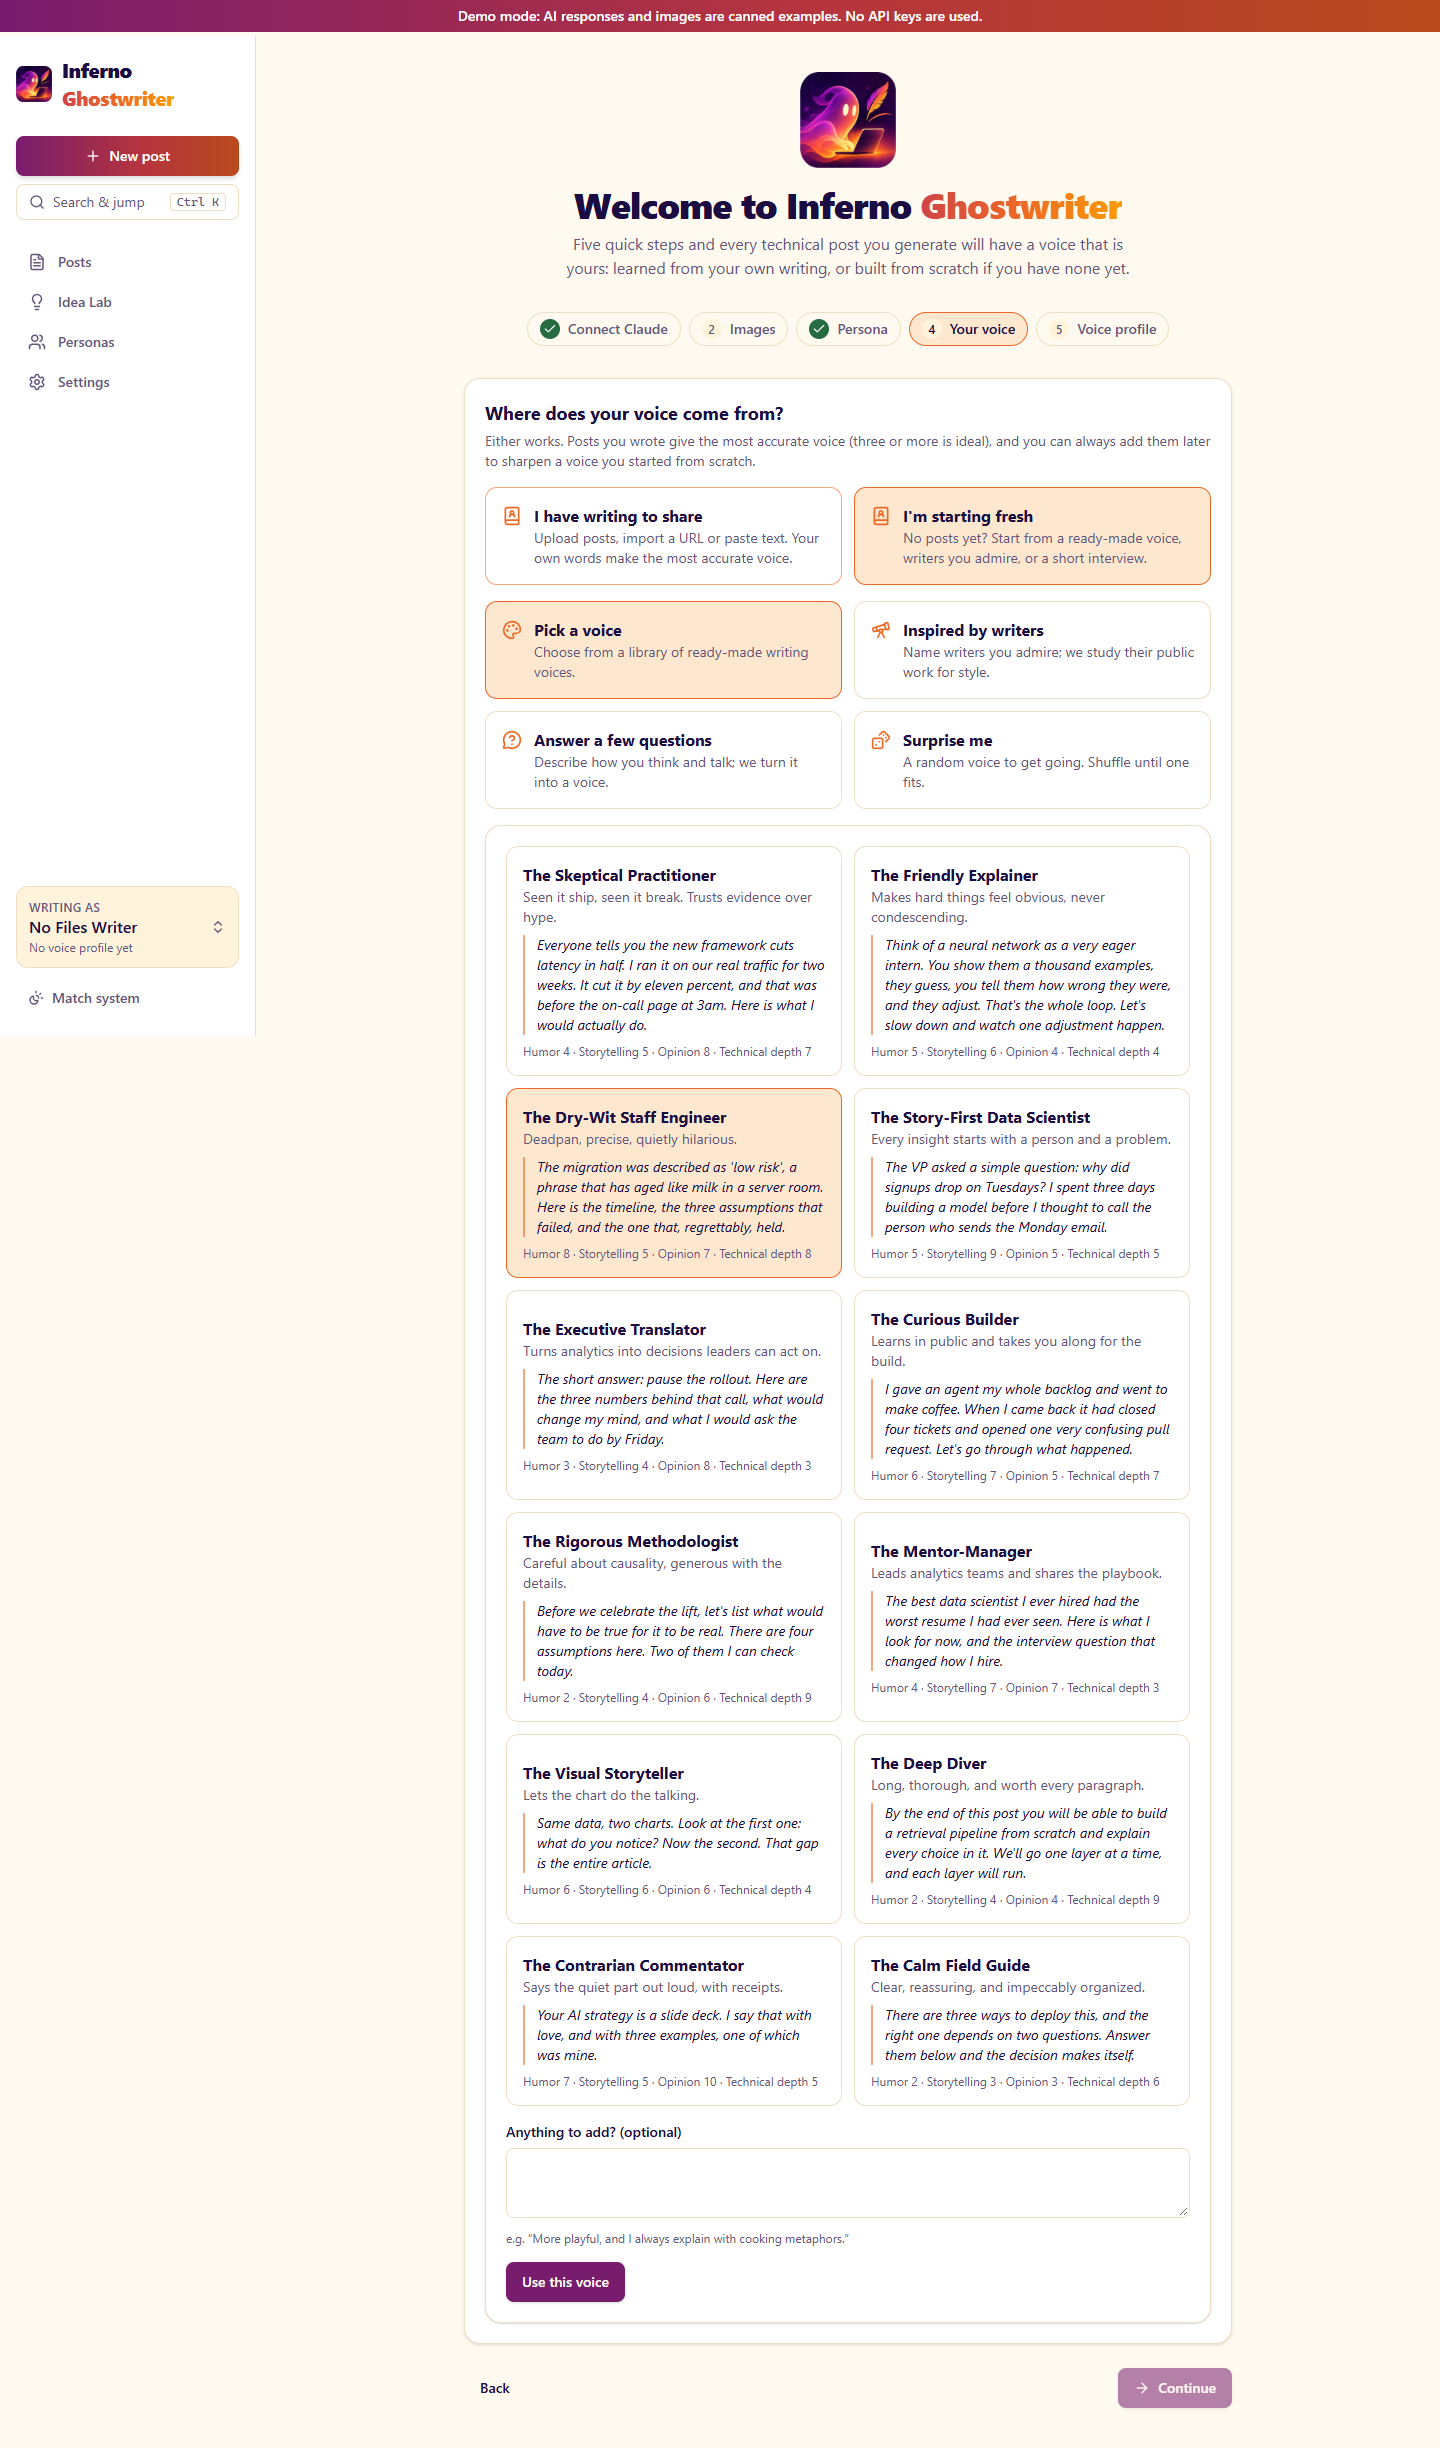 Demo mode: AI responses and images are canned examples. No API keys are used.
Inferno
Ghostwriter
New post
Search & jump
Ctrl K
Posts
Idea Lab
Personas
Settings
WRITING AS
No Files Writer
No voice profile yet
Match system
Welcome to Inferno Ghostwriter
Five quick steps and every technical post you generate will have a voice that is
yours: learned from your own writing, or built from scratch if you have none yet.
Connect Claude
2 Images
Persona
4 Your voice
5 Voice profile
Where does your voice come from?
Either works. Posts you wrote give the most accurate voice (three or more is ideal), and you can always add them later
to sharpen a voice you started from scratch.
I have writing to share
Upload posts, import a URL or paste text. Your
own words make the most accurate voice.
I'm starting fresh
No posts yet? Start from a ready-made voice,
writers you admire, or a short interview.
Pick a voice
Choose from a library of ready-made writing
voices.
Inspired by writers
Name writers you admire; we study their public
work for style.
Answer a few questions
Describe how you think and talk; we turn it
into a voice.
Surprise me
A random voice to get going. Shuffle until one
fits.
The Skeptical Practitioner
Seen it ship, seen it break. Trusts evidence over
hype.
Everyone tells you the new framework cuts
latency in half. I ran it on our real traffic for two
weeks. It cut it by eleven percent, and that was
before the on-call page at 3am. Here is what I
would actually do.
Humor 4 · Storytelling 5 · Opinion 8 · Technical depth 7
The Friendly Explainer
Makes hard things feel obvious, never
condescending.
Think of a neural network as a very eager
intern. You show them a thousand examples,
they guess, you tell them how wrong they were,
and they adjust. That's the whole loop. Let's
slow down and watch one adjustment happen.
Humor 5 · Storytelling 6 · Opinion 4 · Technical depth 4
The Dry-Wit Staff Engineer
Deadpan, precise, quietly hilarious.
The migration was described as 'low risk', a
phrase that has aged like milk in a server room.
Here is the timeline, the three assumptions that
failed, and the one that, regrettably, held.
Humor 8 · Storytelling 5 · Opinion 7 · Technical depth 8
The Story-First Data Scientist
Every insight starts with a person and a problem.
The VP asked a simple question: why did
signups drop on Tuesdays? I spent three days
building a model before I thought to call the
person who sends the Monday email.
Humor 5 · Storytelling 9 · Opinion 5 · Technical depth 5
The Executive Translator
Turns analytics into decisions leaders can act on.
The short answer: pause the rollout. Here are
the three numbers behind that call, what would
change my mind, and what I would ask the
team to do by Friday.
Humor 3 · Storytelling 4 · Opinion 8 · Technical depth 3
The Curious Builder
Learns in public and takes you along for the
build.
I gave an agent my whole backlog and went to
make coffee. When I came back it had closed
four tickets and opened one very confusing pull
request. Let's go through what happened.
Humor 6 · Storytelling 7 · Opinion 5 · Technical depth 7
The Rigorous Methodologist
Careful about causality, generous with the
details.
Before we celebrate the lift, let's list what would
have to be true for it to be real. There are four
assumptions here. Two of them I can check
today.
Humor 2 · Storytelling 4 · Opinion 6 · Technical depth 9
The Mentor-Manager
Leads analytics teams and shares the playbook.
The best data scientist I ever hired had the
worst resume I had ever seen. Here is what I
look for now, and the interview question that
changed how I hire.
Humor 4 · Storytelling 7 · Opinion 7 · Technical depth 3
The Visual Storyteller
Lets the chart do the talking.
Same data, two charts. Look at the first one:
what do you notice? Now the second. That gap
is the entire article.
Humor 6 · Storytelling 6 · Opinion 6 · Technical depth 4
The Deep Diver
Long, thorough, and worth every paragraph.
By the end of this post you will be able to build
a retrieval pipeline from scratch and explain
every choice in it. We'll go one layer at a time,
and each layer will run.
Humor 2 · Storytelling 4 · Opinion 4 · Technical depth 9
The Contrarian Commentator
Says the quiet part out loud, with receipts.
Your AI strategy is a slide deck. I say that with
love, and with three examples, one of which
was mine.
Humor 7 · Storytelling 5 · Opinion 10 · Technical depth 5
The Calm Field Guide
Clear, reassuring, and impeccably organized.
There are three ways to deploy this, and the
right one depends on two questions. Answer
them below and the decision makes itself.
Humor 2 · Storytelling 3 · Opinion 3 · Technical depth 6
Anything to add? (optional)
e.g. “More playful, and I always explain with cooking metaphors.”
Use this voice
Back
Continue